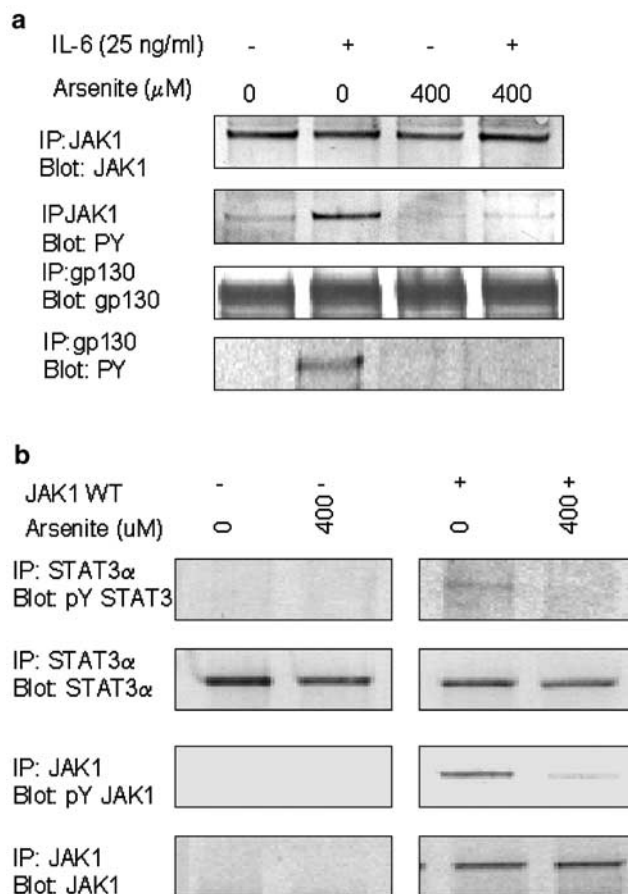 a
IL-6 (25 ng/ml) - + - +
Arsenite (μM) 0 0 400 400
IP:JAK1
Blot: JAK1
IPJAK1
Blot: PY
IP:gp130
Blot: gp130
IP:gp130
Blot: PY
b
JAK1 WT - - + +
Arsenite (uM) 0 400 0 400
IP: STAT3α
Blot: pY STAT3
IP: STAT3α
Blot: STAT3α
IP: JAK1
Blot: pY JAK1
IP: JAK1
Blot: JAK1